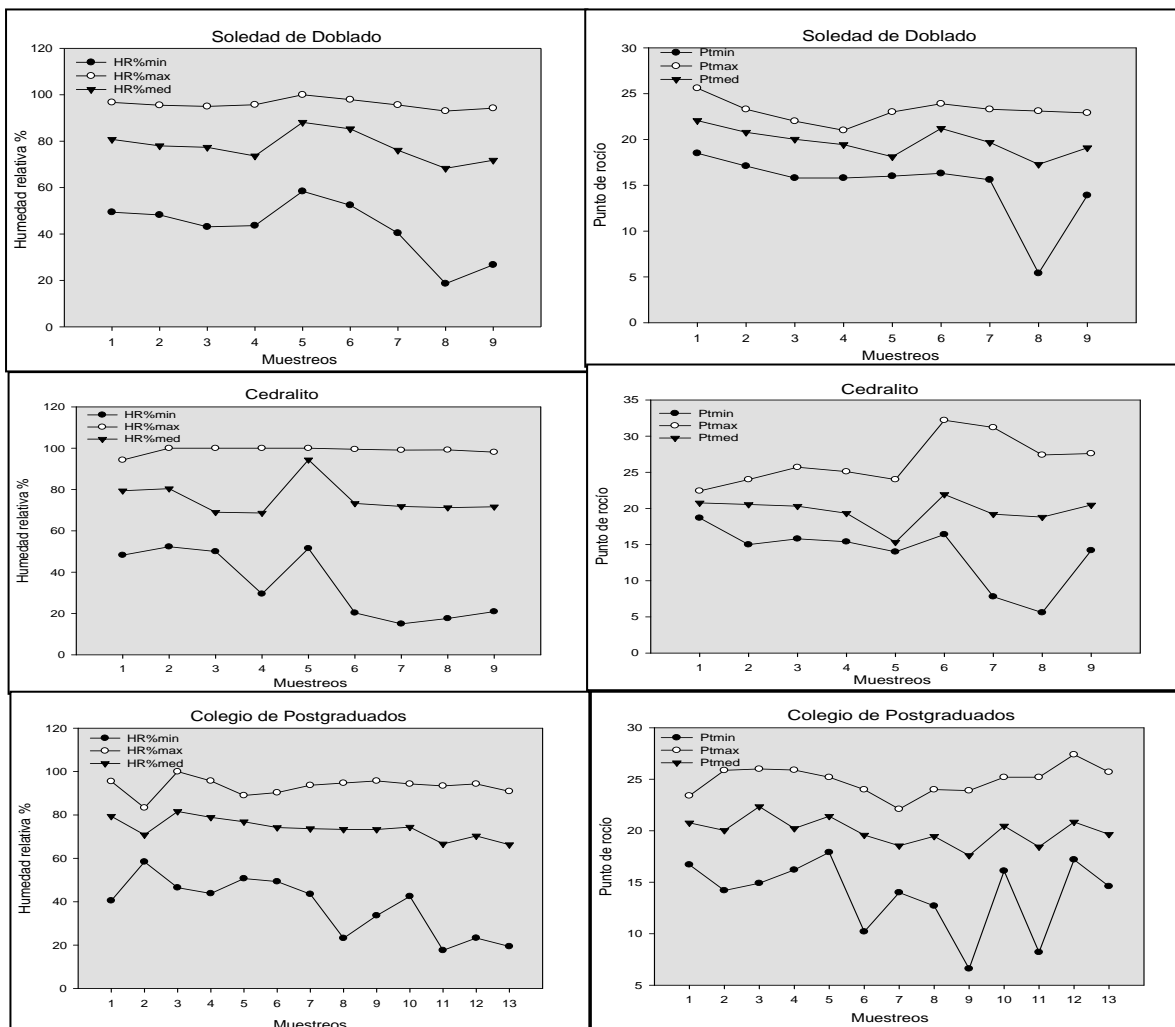 Soledad de Doblado
HR%min
HR%max
HR%med
Humedad relativa %
120
100
80
60
40
20
0
1 2 3 4 5 6 7 8 9
Muestreos
Soledad de Doblado
Ptmin
Ptmax
Ptmed
Punto de rocío
30
25
20
15
10
5
0
1 2 3 4 5 6 7 8 9
Muestreos
Cedralito
HR%min
HR%max
HR%med
Humedad relativa %
120
100
80
60
40
20
0
1 2 3 4 5 6 7 8 9
Muestreos
Cedralito
Ptmin
Ptmax
Ptmed
Punto de rocío
35
30
25
20
15
10
5
0
1 2 3 4 5 6 7 8 9
Muestreos
Colegio de Postgraduados
HR%min
HR%max
HR%med
Humedad relativa %
120
100
80
60
40
20
0
1 2 3 4 5 6 7 8 9 10 11 12 13
Muestreos
Colegio de Postgraduados
Ptmin
Ptmax
Ptmed
Punto de rocío
30
25
20
15
10
5
1 2 3 4 5 6 7 8 9 10 11 12 13
Muestreos